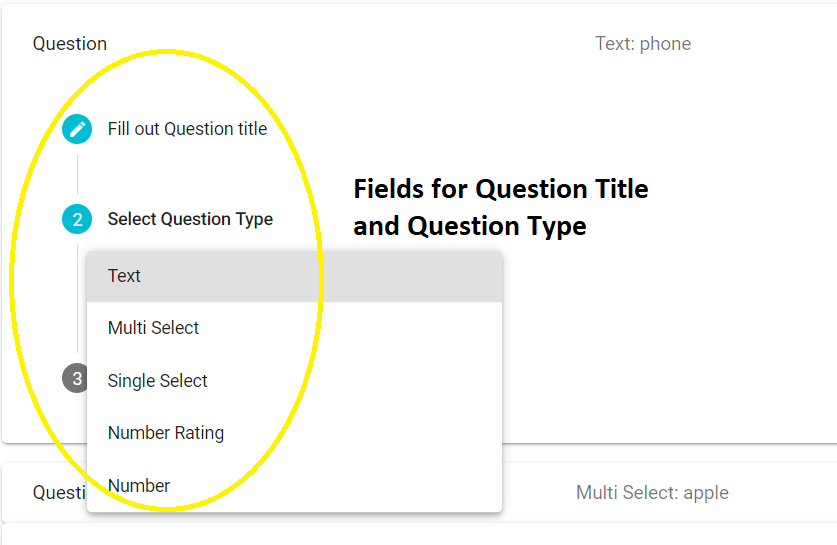 Question
Text: phone
Fill out Question title
2 Select Question Type
Fields for Question Title
and Question Type
Text
Multi Select
3
Single Select
Number Rating
Number
Multi Select: apple